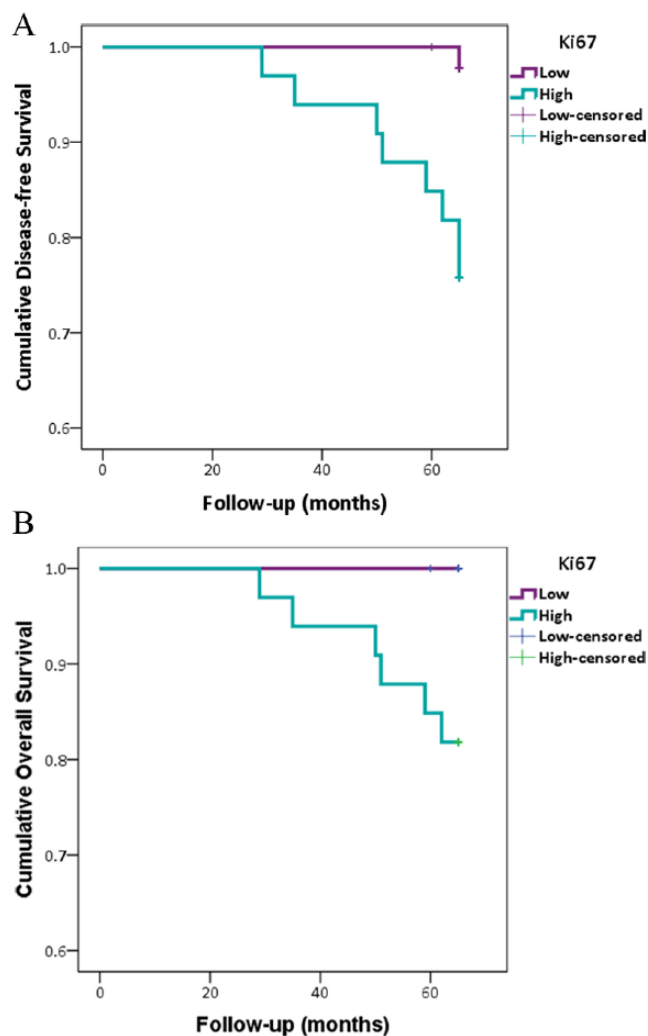 A
Ki67
Low
High
Low-censored
High-censored
1.0
0.9
0.8
0.7
0.6
Cumulative Disease-free Survival
0 20 40 60
Follow-up (months)
B
Ki67
Low
High
Low-censored
High-censored
1.0
0.9
0.8
0.7
0.6
Cumulative Overall Survival
0 20 40 60
Follow-up (months)